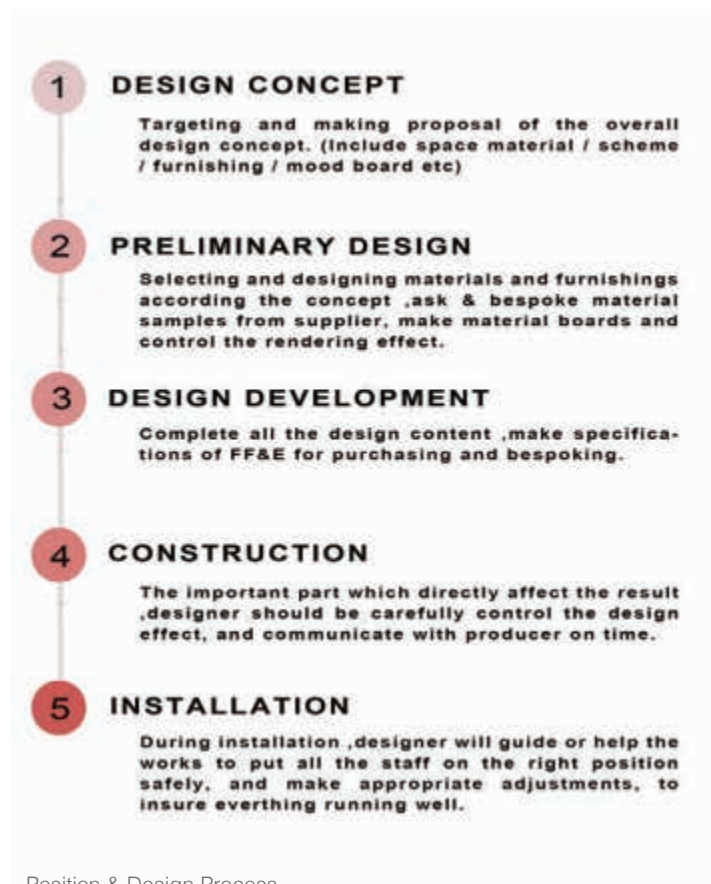 1
DESIGN CONCEPT
Targeting and making proposal of the overall
design concept. (Include space material / scheme
/ furnishing / mood board etc)
2
PRELIMINARY DESIGN
Selecting and designing materials and furnishings
according the concept ,ask & bespoke material
samples from supplier, make material boards and
control the rendering effect.
3
DESIGN DEVELOPMENT
Complete all the design content ,make specifica-
tions of FF&E for purchasing and bespoking.
4
CONSTRUCTION
The important part which directly affect the result
,designer should be carefully control the design
effect, and communicate with producer on time.
5
INSTALLATION
During installation ,designer will guide or help the
works to put all the staff on the right position
safely, and make appropriate adjustments, to
insure everthing running well.
Position & Design Process